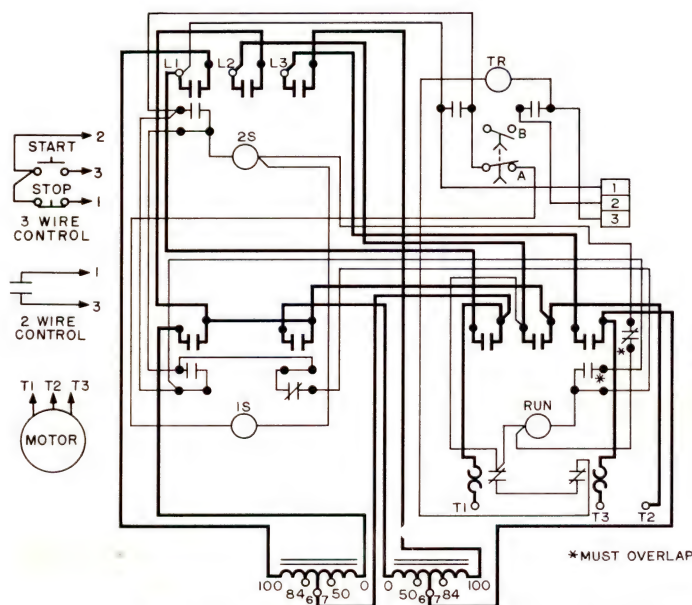 L1 L2 L3
TR
B
2S
A
1
2
3
2
START
3
STOP
1
3 WIRE
CONTROL
1
3
2 WIRE
CONTROL
T1 T2 T3
MOTOR
*
*
1S
RUN
T1 T3 T2
*MUST OVERLAP
100 84 67 50 0 0 50 67 84 100